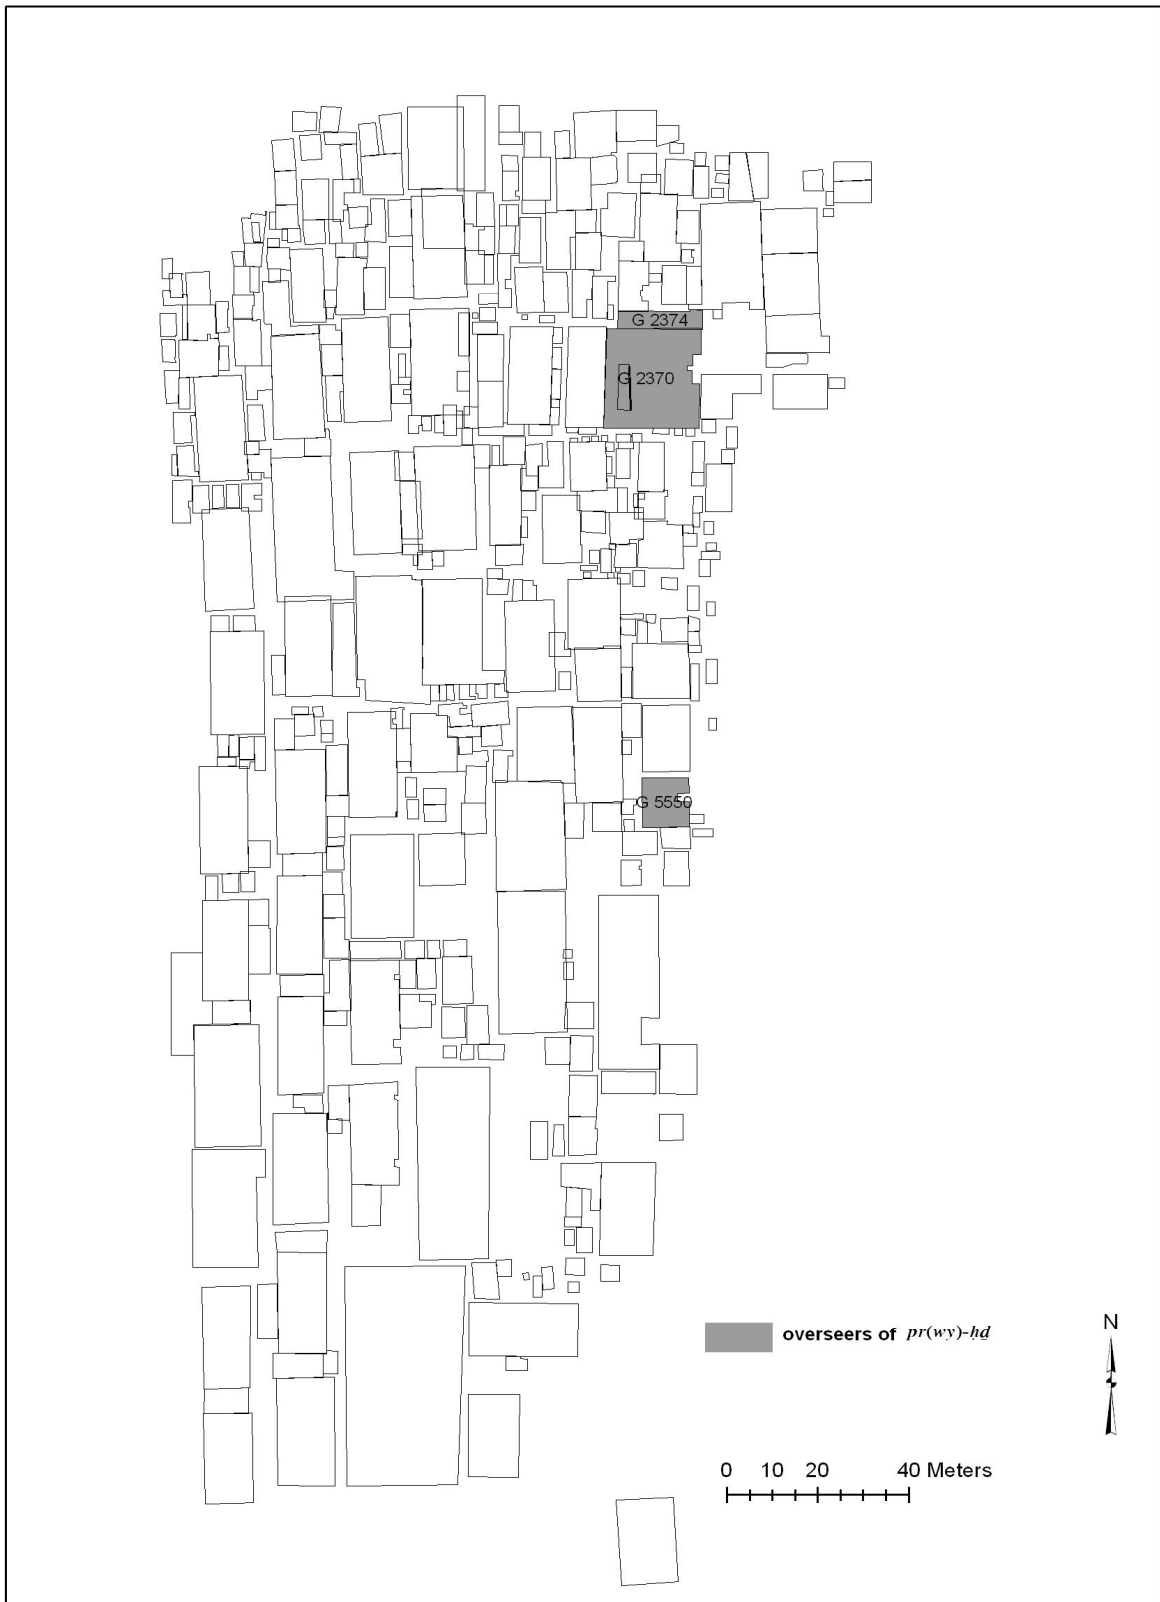 G 2374
G 2370
G 5550
overseers of pr(wy)-ḥḏ
N
0 10 20 40 Meters